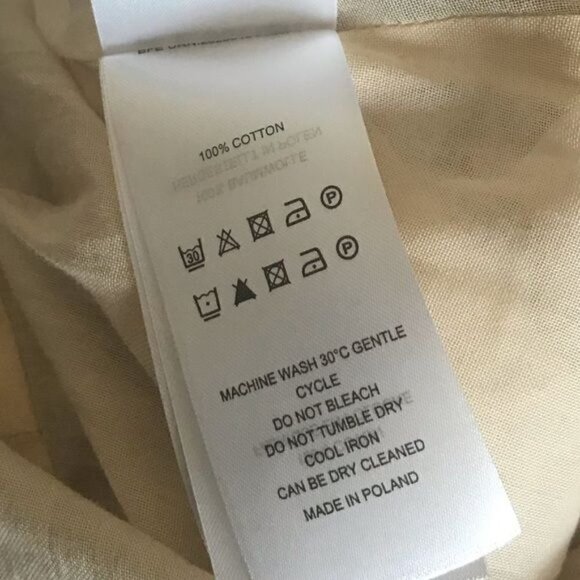 100% COTTON
30
P
P
MACHINE WASH 30°C GENTLE
CYCLE
DO NOT BLEACH
DO NOT TUMBLE DRY
COOL IRON
CAN BE DRY CLEANED
MADE IN POLAND